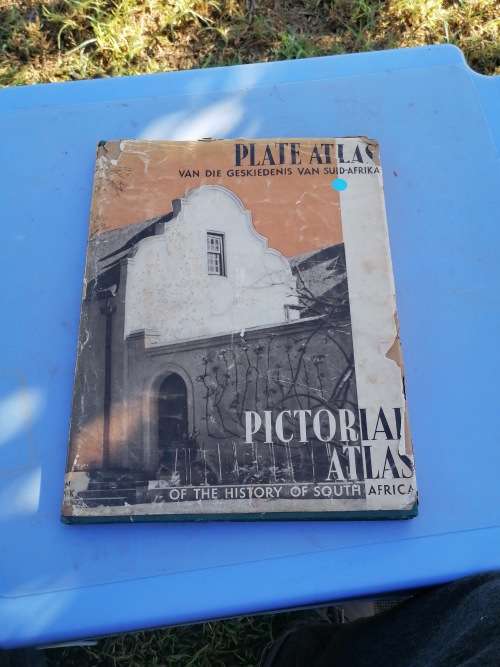 PLATE ATLAS
VAN DIE GESKIEDENIS VAN SUID-AFRIKA
PICTORIAL
ATLAS
OF THE HISTORY OF SOUTH AFRICA